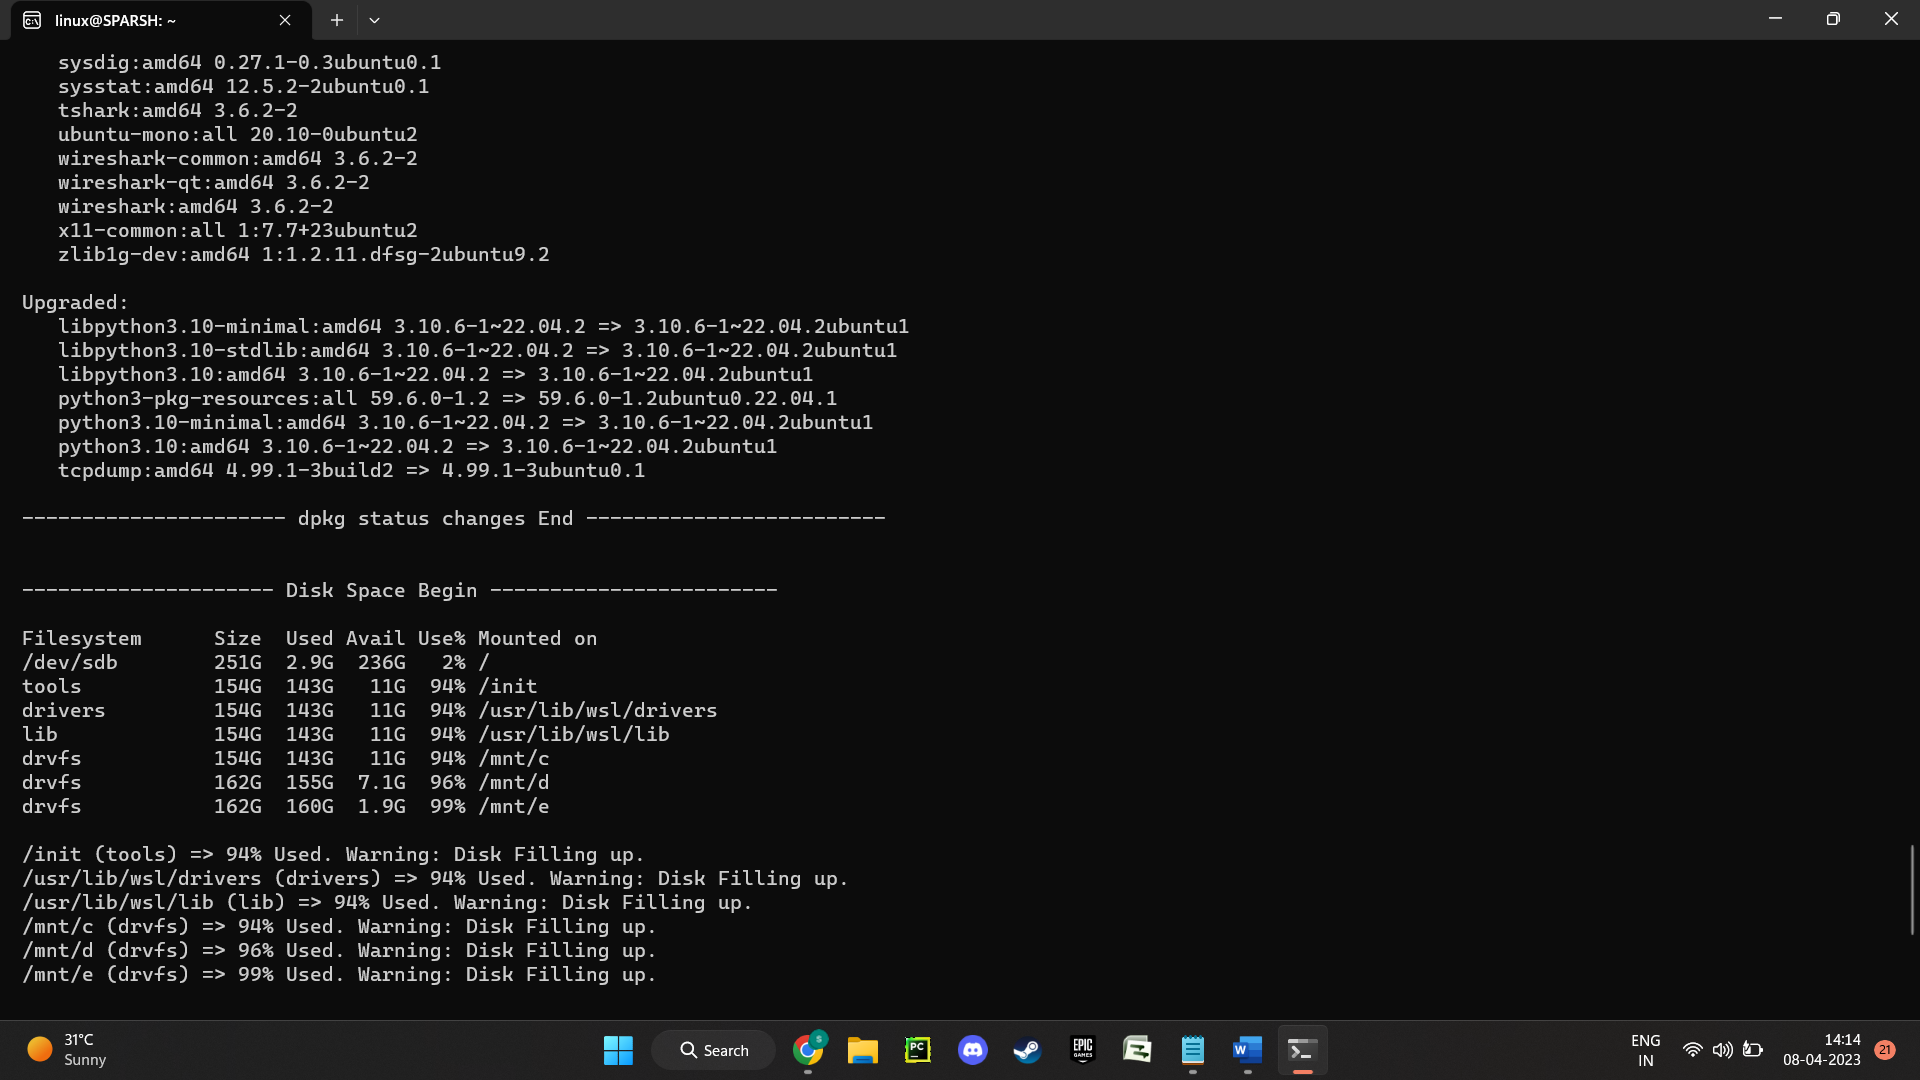 linux@SPARSH: ~
sysdig:amd64 0.27.1-0.3ubuntu0.1
sysstat:amd64 12.5.2-2ubuntu0.1
tshark:amd64 3.6.2-2
ubuntu-mono:all 20.10-0ubuntu2
wireshark-common:amd64 3.6.2-2
wireshark-qt:amd64 3.6.2-2
wireshark:amd64 3.6.2-2
x11-common:all 1:7.7+23ubuntu2
zlib1g-dev:amd64 1:1.2.11.dfsg-2ubuntu9.2
Upgraded:
libpython3.10-minimal:amd64 3.10.6-1~22.04.2 => 3.10.6-1~22.04.2ubuntu1
libpython3.10-stdlib:amd64 3.10.6-1~22.04.2 => 3.10.6-1~22.04.2ubuntu1
libpython3.10:amd64 3.10.6-1~22.04.2 => 3.10.6-1~22.04.2ubuntu1
python3-pkg-resources:all 59.6.0-1.2 => 59.6.0-1.2ubuntu0.22.04.1
python3.10-minimal:amd64 3.10.6-1~22.04.2 => 3.10.6-1~22.04.2ubuntu1
python3.10:amd64 3.10.6-1~22.04.2 => 3.10.6-1~22.04.2ubuntu1
tcpdump:amd64 4.99.1-3build2 => 4.99.1-3ubuntu0.1
---------------------- dpkg status changes End -------------------------
--------------------- Disk Space Begin ------------------------
Filesystem      Size  Used Avail Use% Mounted on
/dev/sdb        251G  2.9G  236G   2% /
tools           154G  143G   11G  94% /init
drivers         154G  143G   11G  94% /usr/lib/wsl/drivers
lib             154G  143G   11G  94% /usr/lib/wsl/lib
drvfs           154G  143G   11G  94% /mnt/c
drvfs           162G  155G  7.1G  96% /mnt/d
drvfs           162G  160G  1.9G  99% /mnt/e
/init (tools) => 94% Used. Warning: Disk Filling up.
/usr/lib/wsl/drivers (drivers) => 94% Used. Warning: Disk Filling up.
/usr/lib/wsl/lib (lib) => 94% Used. Warning: Disk Filling up.
/mnt/c (drvfs) => 94% Used. Warning: Disk Filling up.
/mnt/d (drvfs) => 96% Used. Warning: Disk Filling up.
/mnt/e (drvfs) => 99% Used. Warning: Disk Filling up.
31°C
Sunny
Search
S
PC
EPIC GAMES
W
ENG
IN
14:14
08-04-2023
21